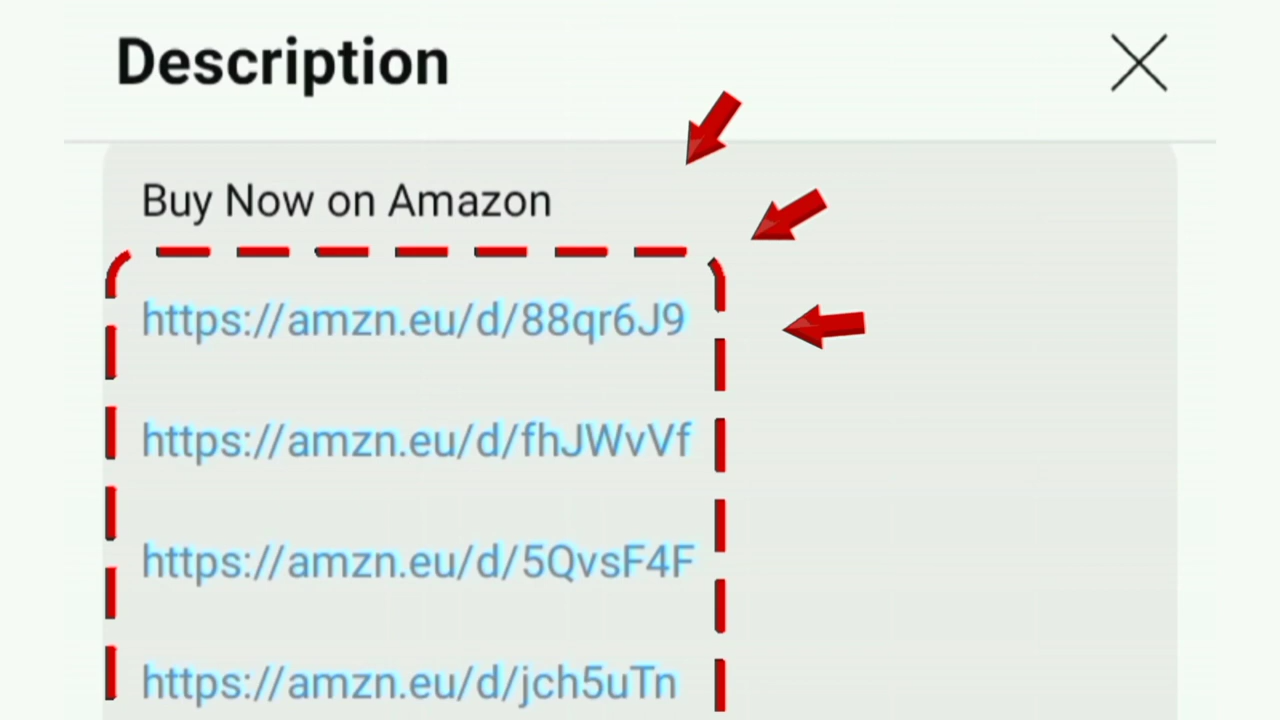 Description
Buy Now on Amazon
https://amzn.eu/d/88qr6J9
https://amzn.eu/d/fhJWvVf
https://amzn.eu/d/5QvsF4F
https://amzn.eu/d/jch5uTn